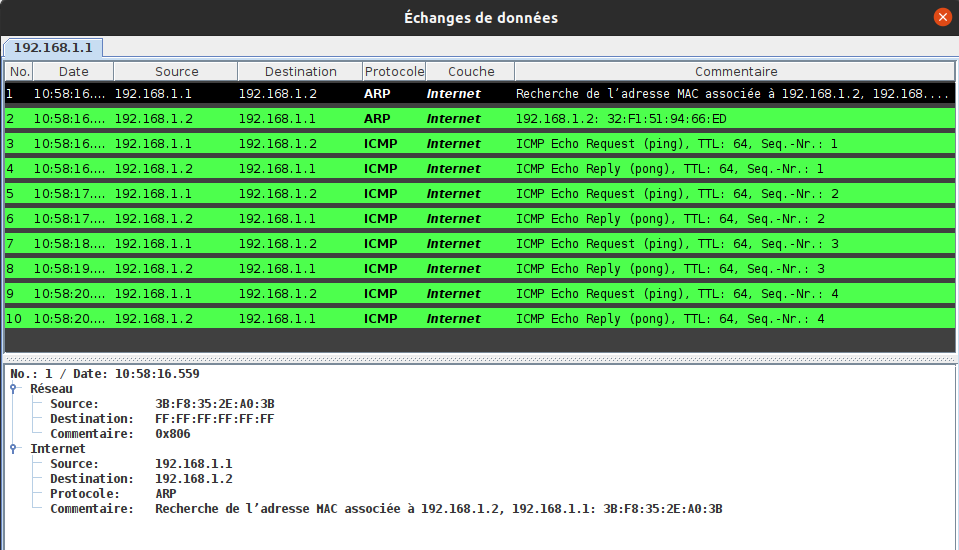 Échanges de données
192.168.1.1
No. Date Source Destination Protocole Couche Commentaire
1 10:58:16.... 192.168.1.1 192.168.1.2 ARP Internet Recherche de l’adresse MAC associée à 192.168.1.2, 192.168....
2 10:58:16.... 192.168.1.2 192.168.1.1 ARP Internet 192.168.1.2: 32:F1:51:94:66:ED
3 10:58:16.... 192.168.1.1 192.168.1.2 ICMP Internet ICMP Echo Request (ping), TTL: 64, Seq.-Nr.: 1
4 10:58:16.... 192.168.1.2 192.168.1.1 ICMP Internet ICMP Echo Reply (pong), TTL: 64, Seq.-Nr.: 1
5 10:58:17.... 192.168.1.1 192.168.1.2 ICMP Internet ICMP Echo Request (ping), TTL: 64, Seq.-Nr.: 2
6 10:58:17.... 192.168.1.2 192.168.1.1 ICMP Internet ICMP Echo Reply (pong), TTL: 64, Seq.-Nr.: 2
7 10:58:18.... 192.168.1.1 192.168.1.2 ICMP Internet ICMP Echo Request (ping), TTL: 64, Seq.-Nr.: 3
8 10:58:19.... 192.168.1.2 192.168.1.1 ICMP Internet ICMP Echo Reply (pong), TTL: 64, Seq.-Nr.: 3
9 10:58:20.... 192.168.1.1 192.168.1.2 ICMP Internet ICMP Echo Request (ping), TTL: 64, Seq.-Nr.: 4
10 10:58:20.... 192.168.1.2 192.168.1.1 ICMP Internet ICMP Echo Reply (pong), TTL: 64, Seq.-Nr.: 4
No.: 1 / Date: 10:58:16.559
Réseau
Source: 3B:F8:35:2E:A0:3B
Destination: FF:FF:FF:FF:FF:FF
Commentaire: 0x806
Internet
Source: 192.168.1.1
Destination: 192.168.1.2
Protocole: ARP
Commentaire: Recherche de l’adresse MAC associée à 192.168.1.2, 192.168.1.1: 3B:F8:35:2E:A0:3B